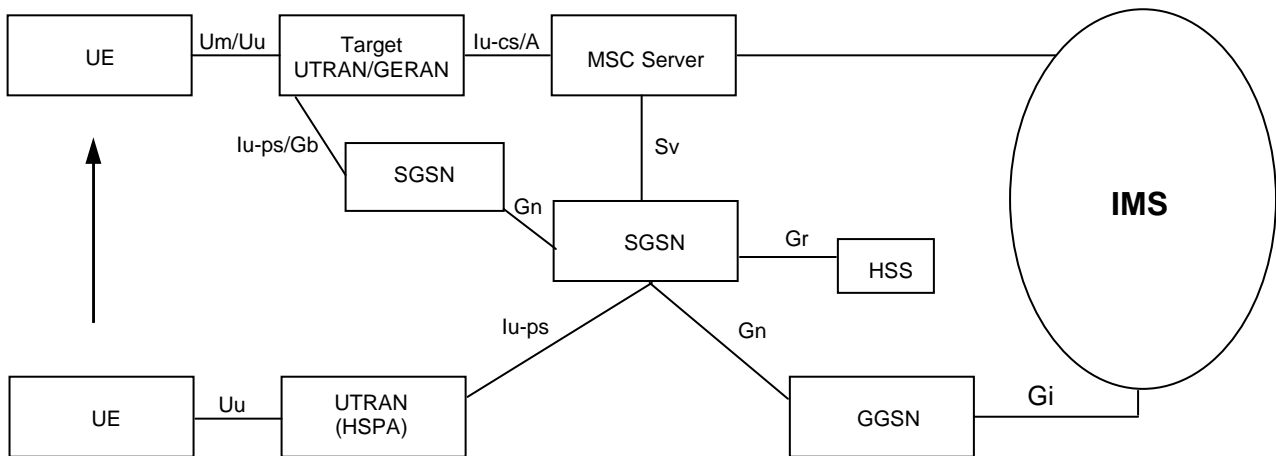 UE
Um/Uu
Target
UTRAN/GERAN
Iu-cs/A
MSC Server
Iu-ps/Gb
Sv
SGSN
Gn
SGSN
Gr
HSS
IMS
Iu-ps
Gn
UE
Uu
UTRAN
(HSPA)
GGSN
Gi